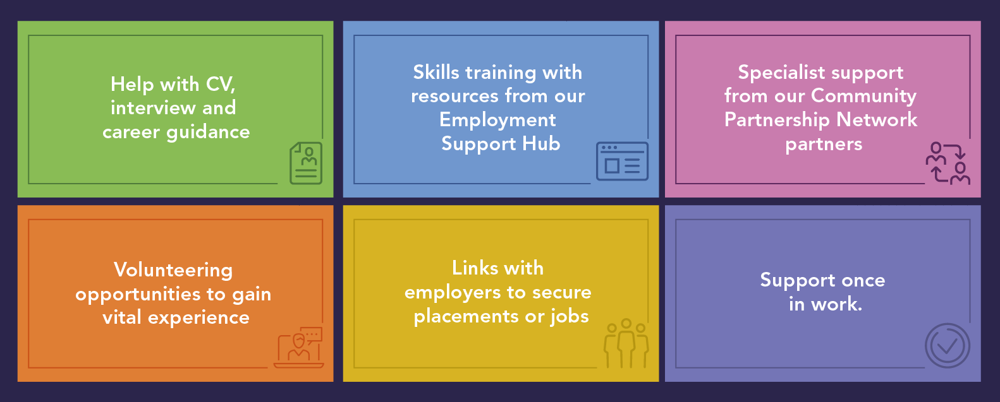 Help with CV,
interview and
career guidance
Skills training with
resources from our
Employment
Support Hub
Specialist support
from our Community
Partnership Network
partners
Volunteering
opportunities to gain
vital experience
Links with
employers to secure
placements or jobs
Support once
in work.